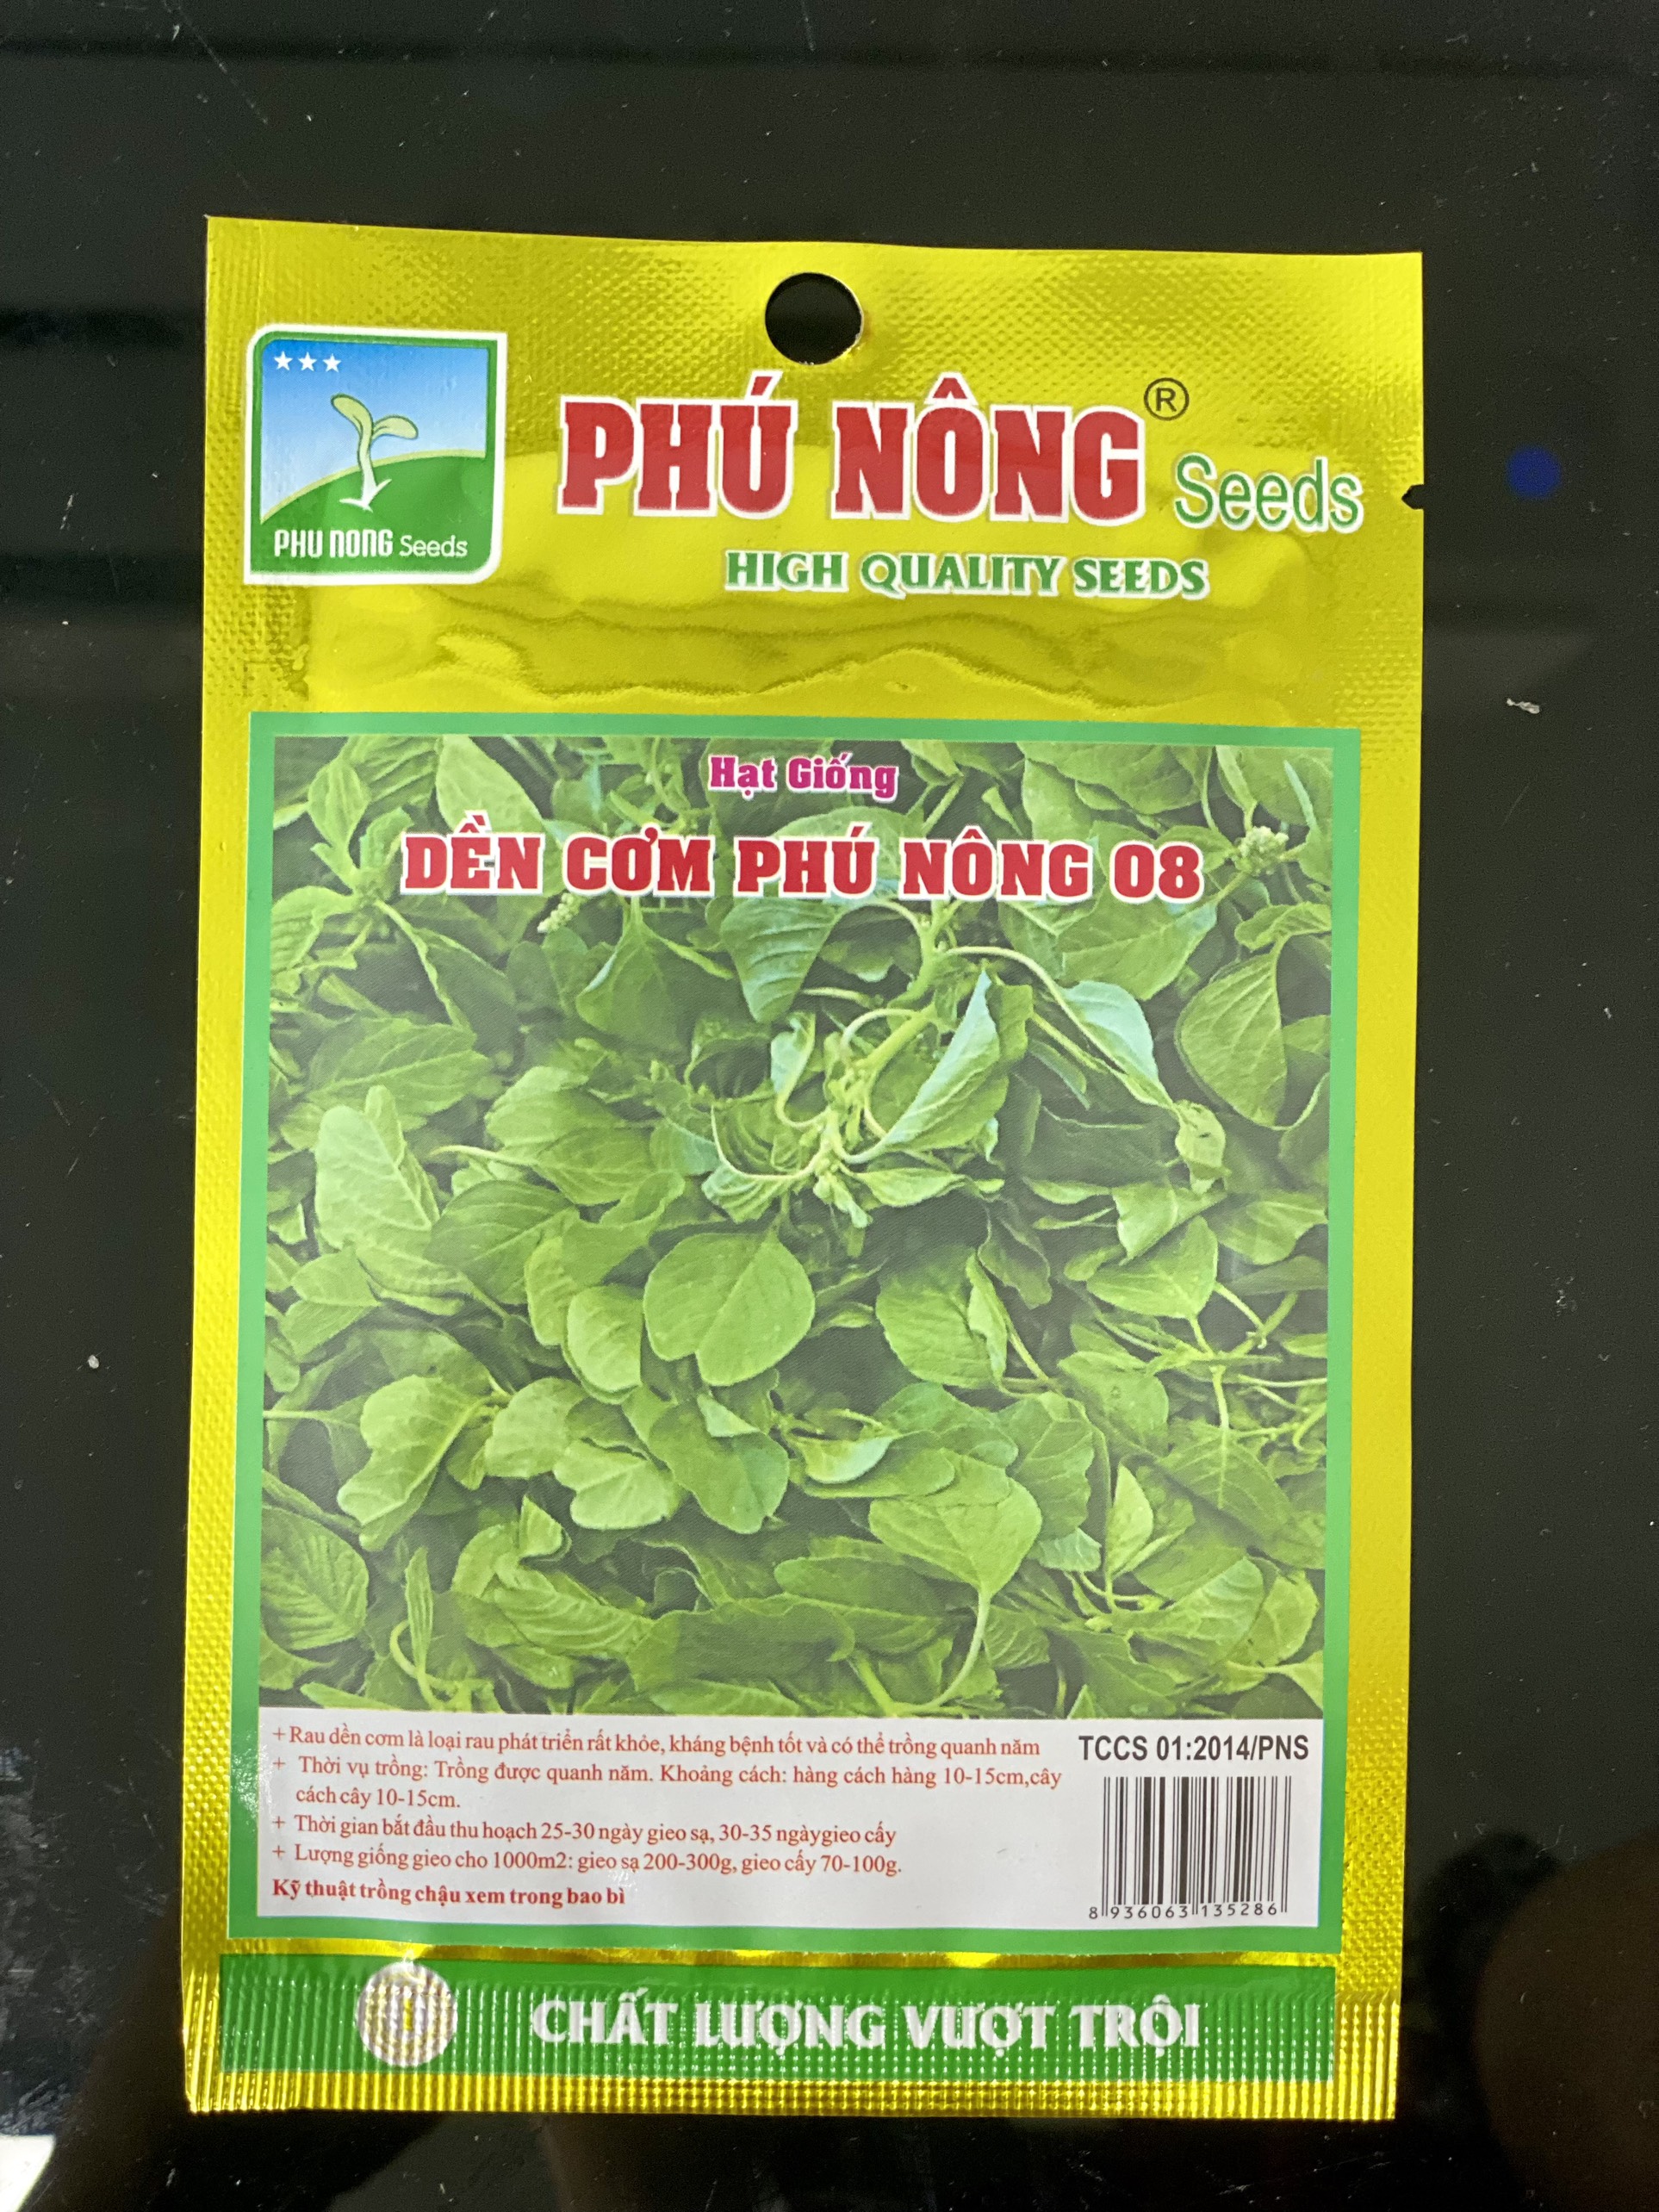 PHU NONG Seeds
PHÚ NÔNG® Seeds
HIGH QUALITY SEEDS
Hạt Giống
DỀN CƠM PHÚ NÔNG 08
+ Rau dền cơm là loại rau phát triển rất khỏe, kháng bệnh tốt và có thể trồng quanh năm
+ Thời vụ trồng: Trồng được quanh năm. Khoảng cách: hàng cách hàng 10-15cm,cây
cách cây 10-15cm.
+ Thời gian bắt đầu thu hoạch 25-30 ngày gieo sạ, 30-35 ngàygieo cấy
+ Lượng giống gieo cho 1000m2: gieo sạ 200-300g, gieo cấy 70-100g.
Kỹ thuật trồng chậu xem trong bao bì
TCCS 01:2014/PNS
8 936063 135286
CHẤT LƯỢNG VƯỢT TRỘI